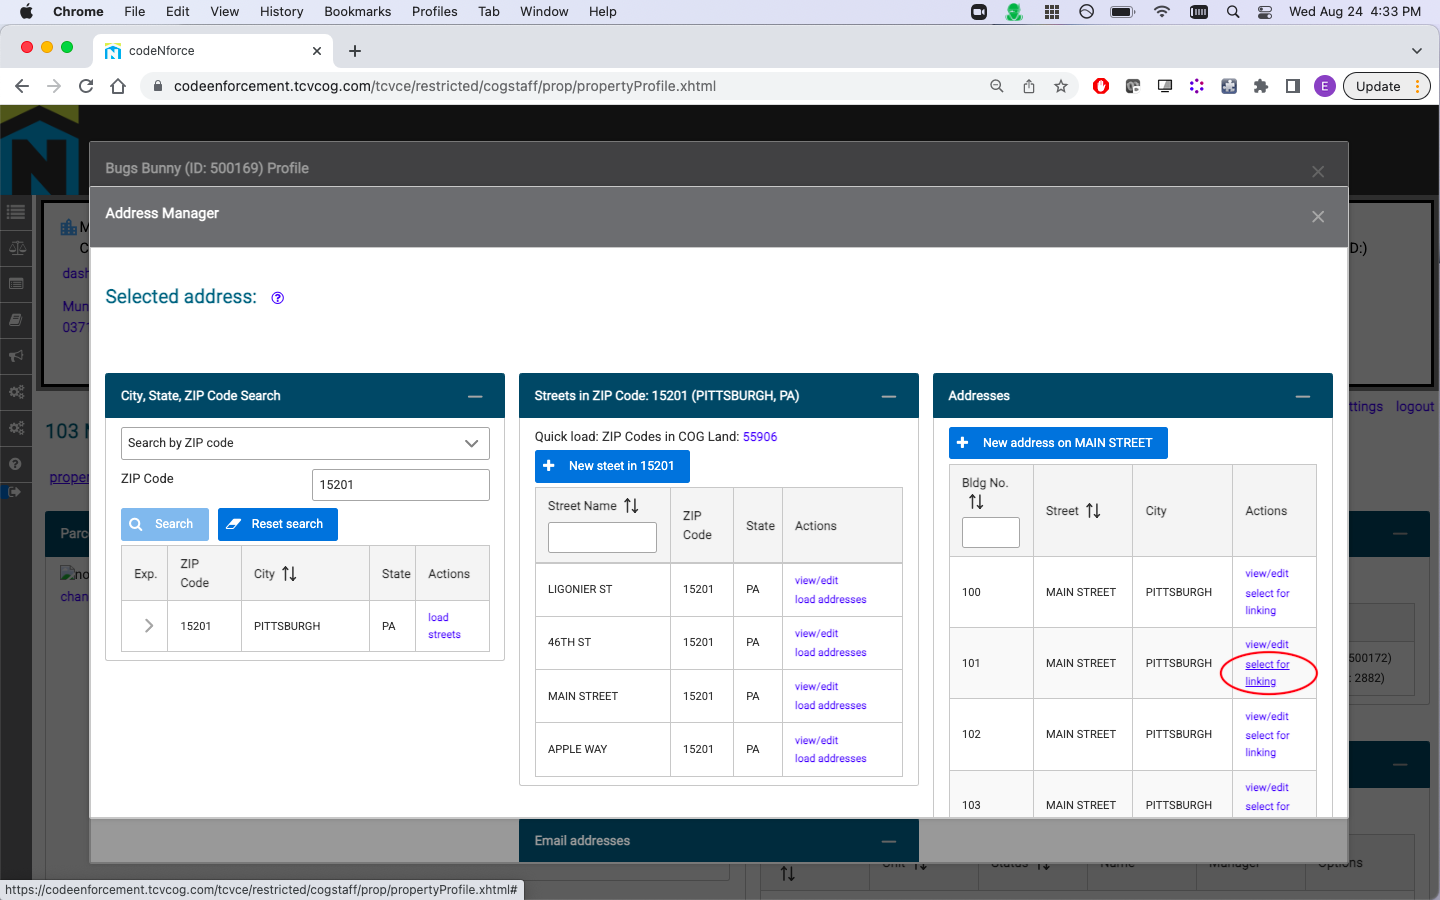 Chrome File Edit View History Bookmarks Profiles Tab Window Help Wed Aug 24 4:33 PM
codeNforce
codeenforcement.tcvcog.com/tcvce/restricted/cogstaff/prop/propertyProfile.xhtml
E
Update
Bugs Bunny (ID: 500169) Profile
Address Manager
M
C
D:)
dash
Mun
0371
ttings logout
103
proper
Parc
chan
500172)
: 2882)
Selected address:
City, State, ZIP Code Search
Search by ZIP code
ZIP Code
15201
Search
Reset search
Exp. ZIP Code City State Actions
15201 PITTSBURGH PA load streets
Streets in ZIP Code: 15201 (PITTSBURGH, PA)
Quick load: ZIP Codes in COG Land: 55906
New steet in 15201
Street Name ZIP Code State Actions
LIGONIER ST 15201 PA view/edit load addresses
46TH ST 15201 PA view/edit load addresses
MAIN STREET 15201 PA view/edit load addresses
APPLE WAY 15201 PA view/edit load addresses
Addresses
New address on MAIN STREET
Bldg No. Street City Actions
100 MAIN STREET PITTSBURGH view/edit select for linking
101 MAIN STREET PITTSBURGH view/edit select for linking
102 MAIN STREET PITTSBURGH view/edit select for linking
103 MAIN STREET PITTSBURGH view/edit select for
Email addresses
https://codeenforcement.tcvcog.com/tcvce/restricted/cogstaff/prop/propertyProfile.xhtml#